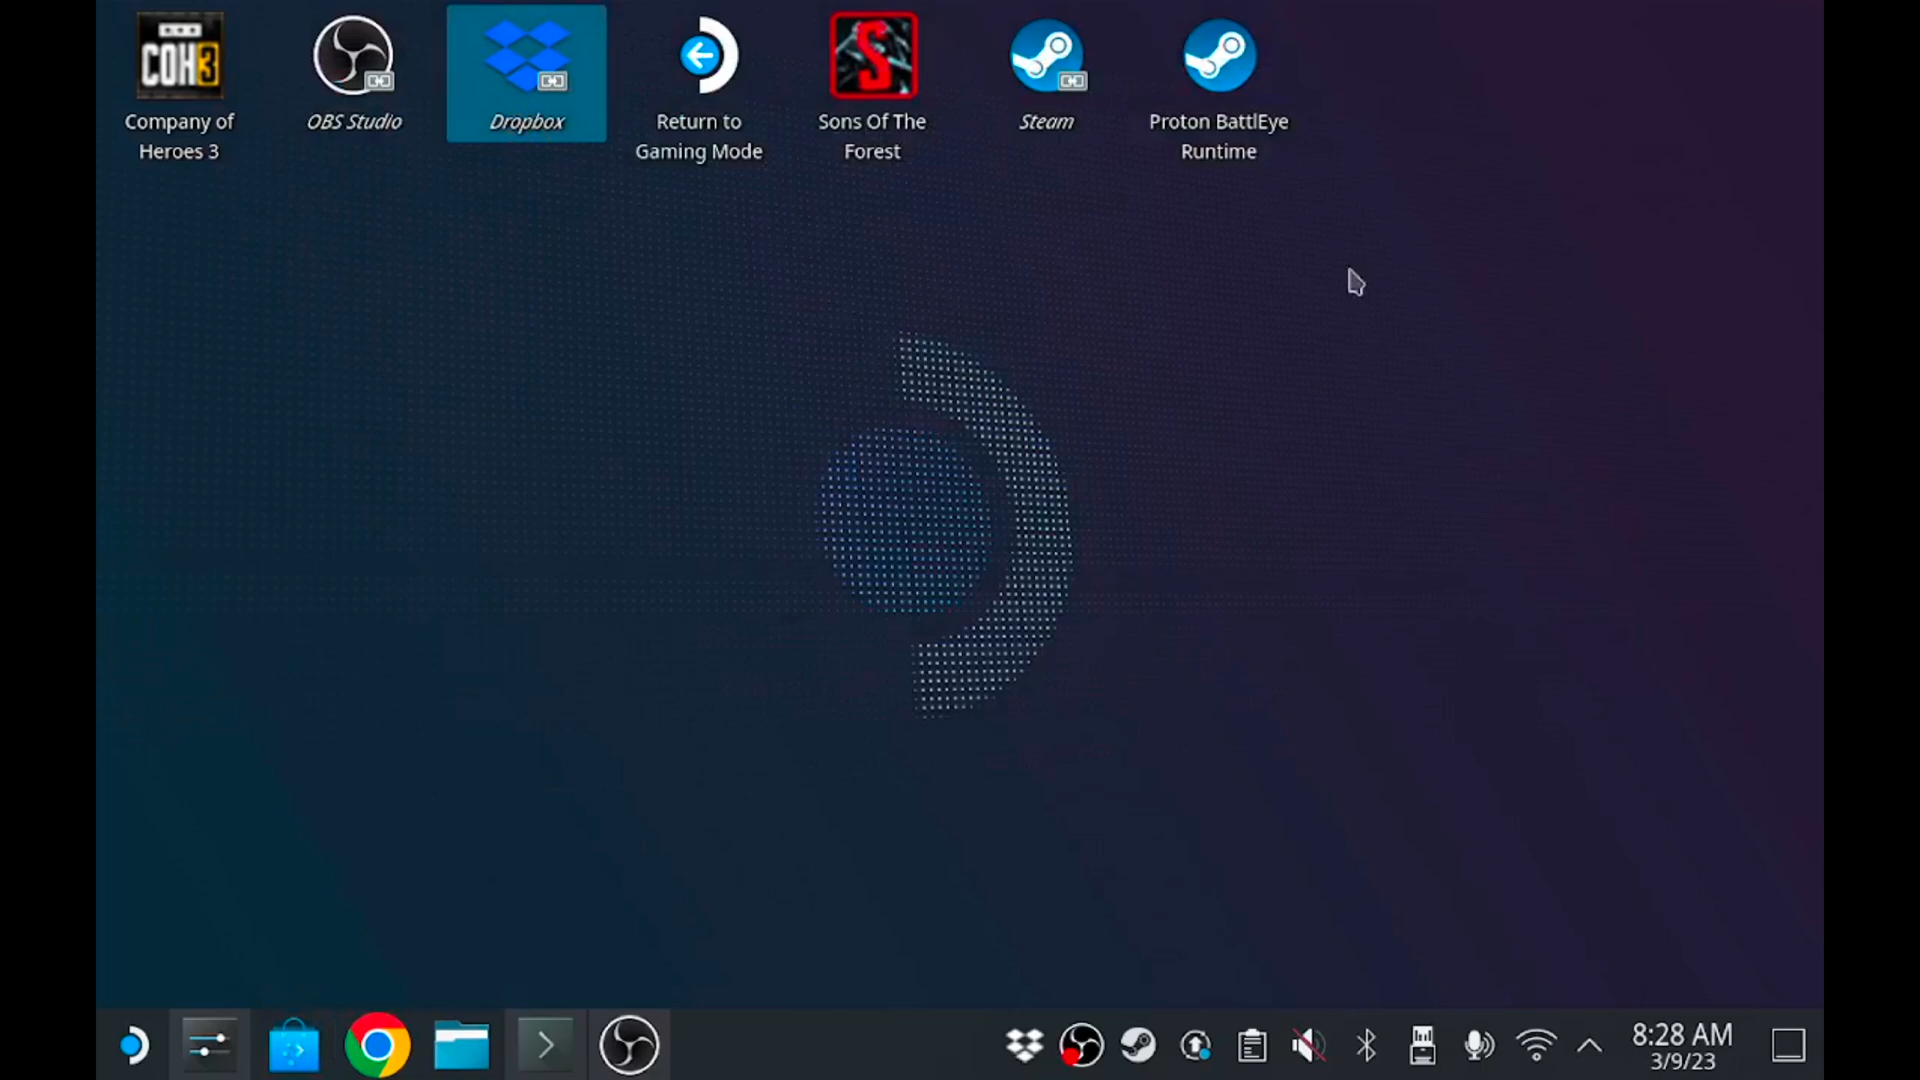 COH3
Company of
Heroes 3
OBS Studio
Dropbox
Return to
Gaming Mode
S
Sons Of The
Forest
Steam
Proton BattlEye
Runtime
8:28 AM
3/9/23